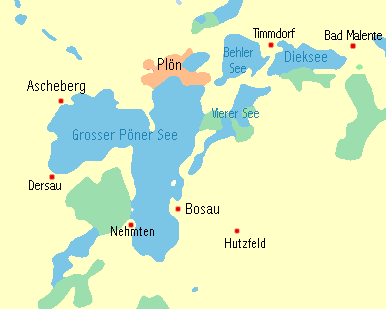 Timmdorf
Bad Malente
Behler
See
Plön
Dieksee
Ascheberg
Vierer See
Grosser Pöner See
Dersau
Bosau
Nehmten
Hutzfeld